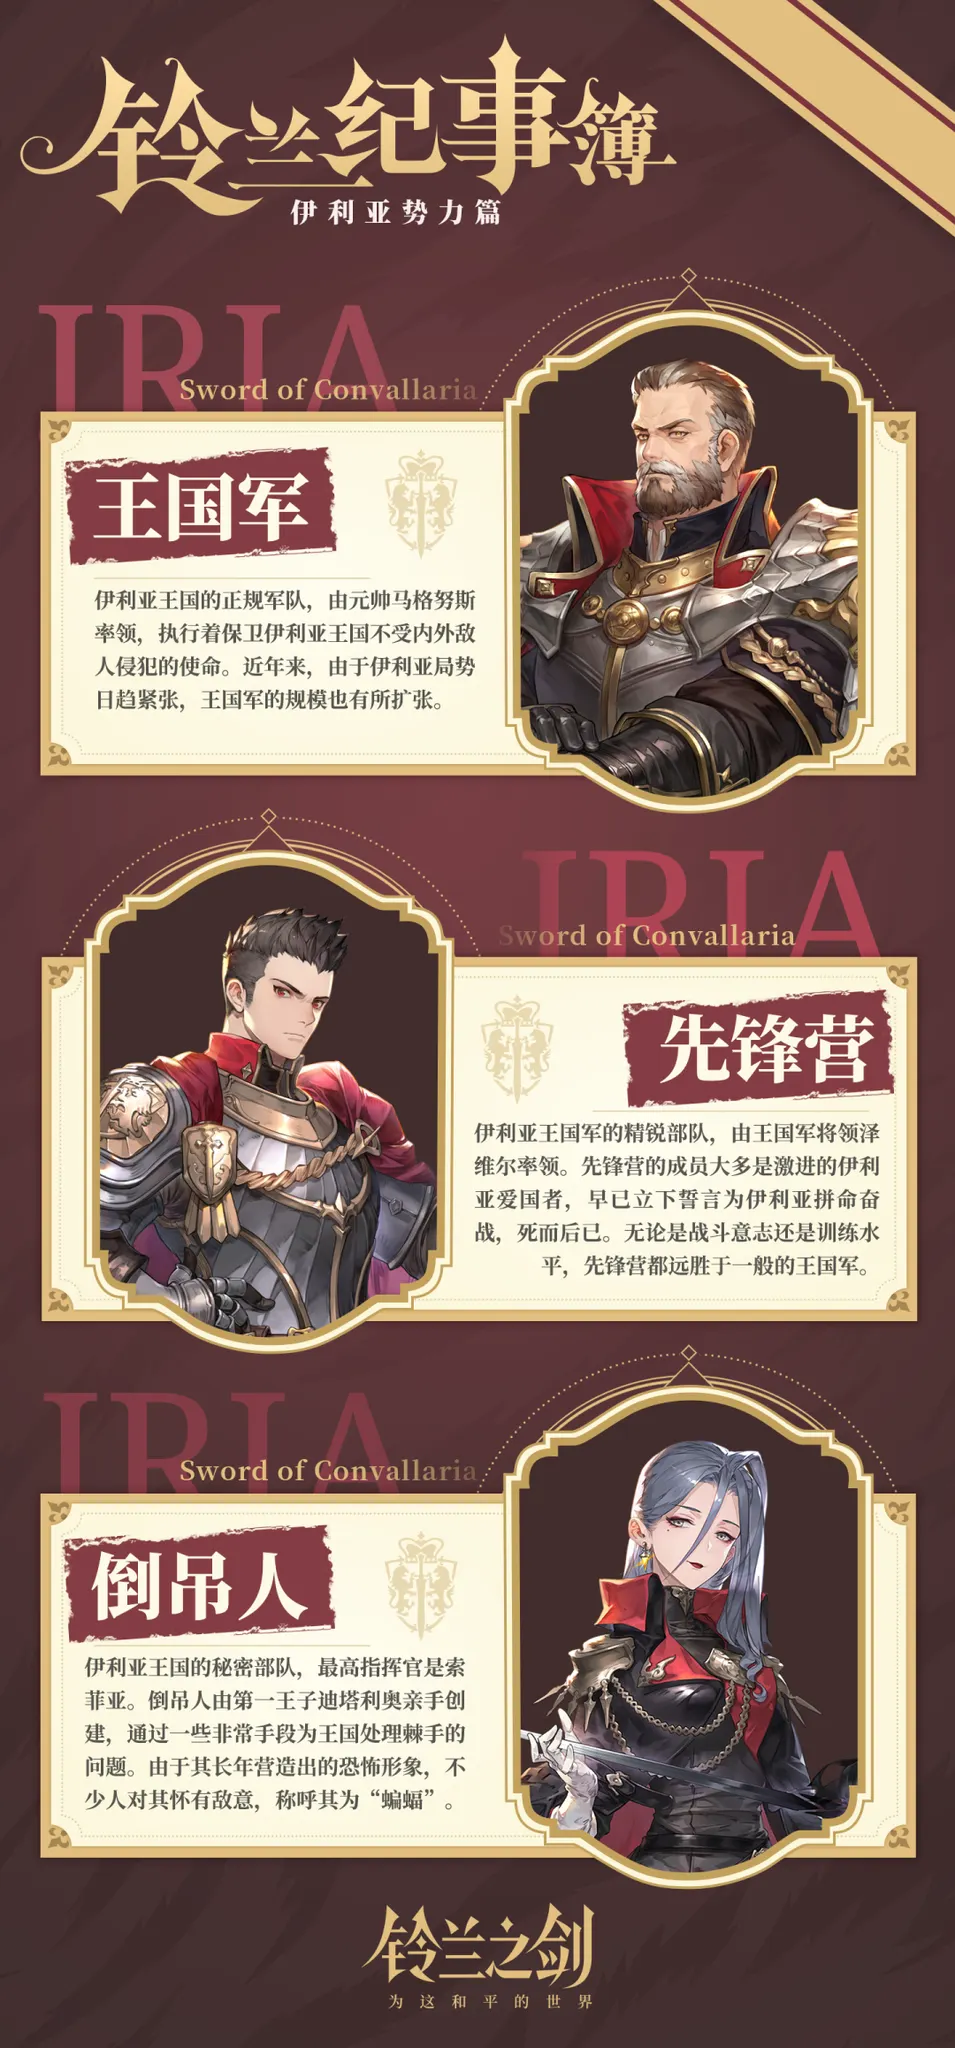 铃兰纪事簿
伊利亚势力篇
IRIA
Sword of Convallaria
王国军
伊利亚王国的正规军队，由元帅马格努斯
率领，执行着保卫伊利亚王国不受内外敌
人侵犯的使命。近年来，由于伊利亚局势
日趋紧张，王国军的规模也有所扩张。
IRIA
Sword of Convallaria
先锋营
伊利亚王国军的精锐部队，由王国军将领泽
维尔率领。先锋营的成员大多是激进的伊利
亚爱国者，早已立下誓言为伊利亚拼命奋
战，死而后已。无论是战斗意志还是训练水
平，先锋营都远胜于一般的王国军。
IRIA
Sword of Convallaria
倒吊人
伊利亚王国的秘密部队，最高指挥官是索
菲亚。倒吊人由第一王子迪塔利奥亲手创
建，通过一些非常手段为王国处理棘手的
问题。由于其长年营造出的恐怖形象，不
少人对其怀有敌意，称呼其为“蝙蝠”。
铃兰之剑
为这和平的世界